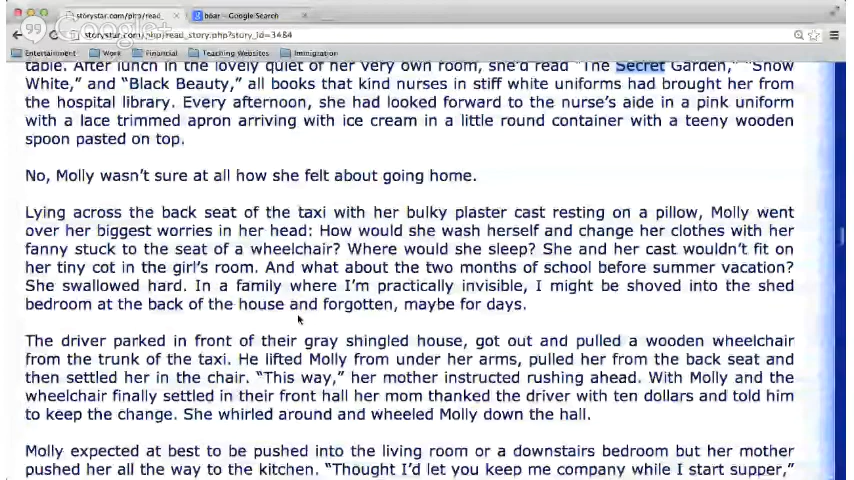 storystar.com/php/read_
boar - Google Search
Google+
storystar.com/php/read_story.php?story_id=3484
Entertainment Work Financial Teaching Websites Immigration
table. After lunch in the lovely quiet of her very own room, she'd read "The Secret Garden," "Snow
White," and "Black Beauty," all books that kind nurses in stiff white uniforms had brought her from
the hospital library. Every afternoon, she had looked forward to the nurse's aide in a pink uniform
with a lace trimmed apron arriving with ice cream in a little round container with a teeny wooden
spoon pasted on top.
No, Molly wasn't sure at all how she felt about going home.
Lying across the back seat of the taxi with her bulky plaster cast resting on a pillow, Molly went
over her biggest worries in her head: How would she wash herself and change her clothes with her
fanny stuck to the seat of a wheelchair? Where would she sleep? She and her cast wouldn't fit on
her tiny cot in the girl's room. And what about the two months of school before summer vacation?
She swallowed hard. In a family where I'm practically invisible, I might be shoved into the shed
bedroom at the back of the house and forgotten, maybe for days.
The driver parked in front of their gray shingled house, got out and pulled a wooden wheelchair
from the trunk of the taxi. He lifted Molly from under her arms, pulled her from the back seat and
then settled her in the chair. "This way," her mother instructed rushing ahead. With Molly and the
wheelchair finally settled in their front hall her mom thanked the driver with ten dollars and told him
to keep the change. She whirled around and wheeled Molly down the hall.
Molly expected at best to be pushed into the living room or a downstairs bedroom but her mother
pushed her all the way to the kitchen. "Thought I'd let you keep me company while I start supper,"